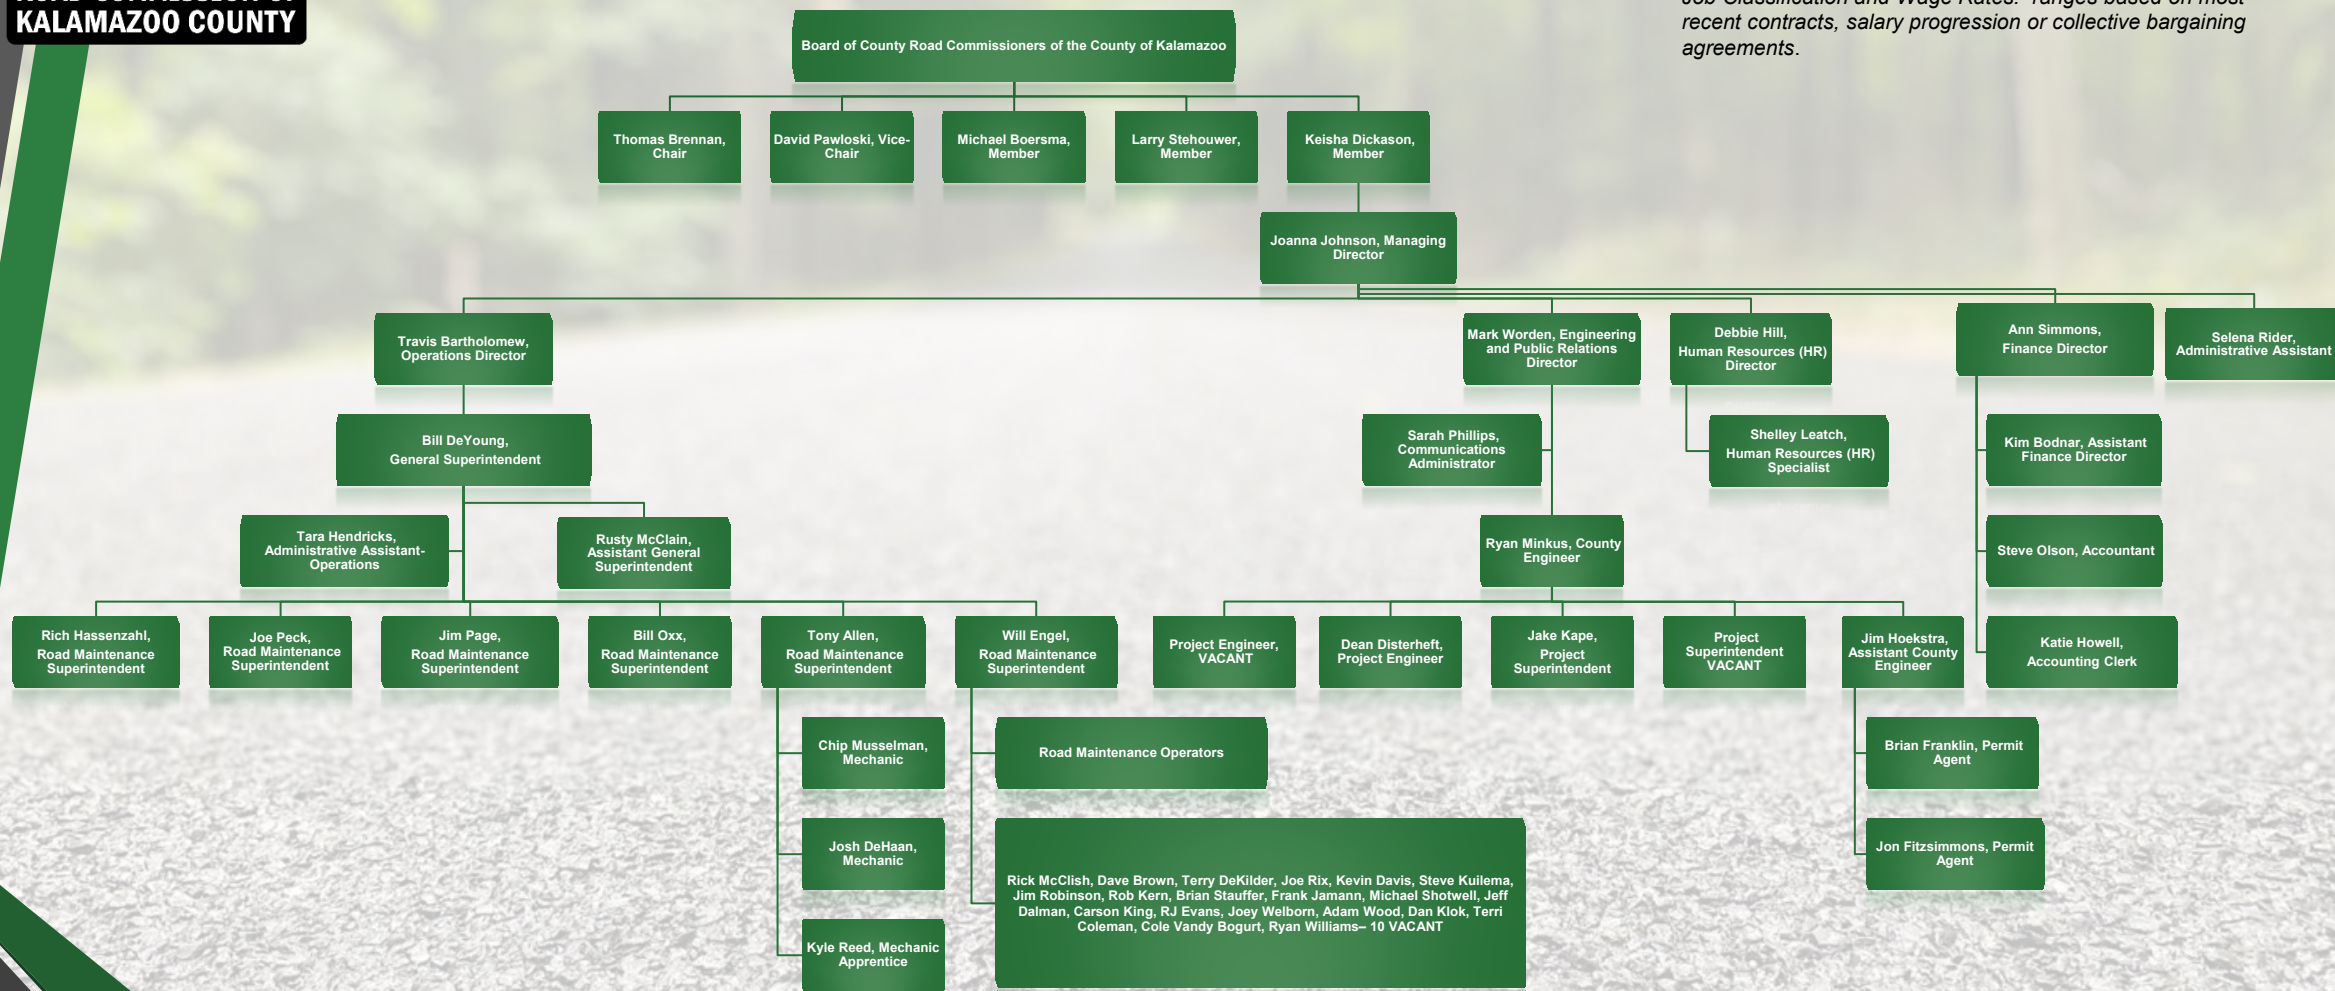 KALAMAZOO COUNTY
Job Classification and Wage Rates. *ranges based on most
recent contracts, salary progression or collective bargaining
agreements.
Board of County Road Commissioners of the County of Kalamazoo
Thomas Brennan,
Chair
David Pawloski, Vice-
Chair
Michael Boersma,
Member
Larry Stehouwer,
Member
Keisha Dickason,
Member
Joanna Johnson, Managing
Director
Travis Bartholomew,
Operations Director
Mark Worden, Engineering
and Public Relations
Director
Debbie Hill,
Human Resources (HR)
Director
Ann Simmons,
Finance Director
Selena Rider,
Administrative Assistant
Bill DeYoung,
General Superintendent
Sarah Phillips,
Communications
Administrator
Shelley Leatch,
Human Resources (HR)
Specialist
Kim Bodnar, Assistant
Finance Director
Tara Hendricks,
Administrative Assistant-
Operations
Rusty McClain,
Assistant General
Superintendent
Ryan Minkus, County
Engineer
Steve Olson, Accountant
Rich Hassenzahl,
Road Maintenance
Superintendent
Joe Peck,
Road Maintenance
Superintendent
Jim Page,
Road Maintenance
Superintendent
Bill Oxx,
Road Maintenance
Superintendent
Tony Allen,
Road Maintenance
Superintendent
Will Engel,
Road Maintenance
Superintendent
Project Engineer,
VACANT
Dean Disterheft,
Project Engineer
Jake Kape,
Project
Superintendent
Project
Superintendent
VACANT
Jim Hoekstra,
Assistant County
Engineer
Katie Howell,
Accounting Clerk
Chip Musselman,
Mechanic
Road Maintenance Operators
Brian Franklin, Permit
Agent
Josh DeHaan,
Mechanic
Jon Fitzsimmons, Permit
Agent
Rick McClish, Dave Brown, Terry DeKilder, Joe Rix, Kevin Davis, Steve Kuilema,
Jim Robinson, Rob Kern, Brian Stauffer, Frank Jamann, Michael Shotwell, Jeff
Dalman, Carson King, RJ Evans, Joey Welborn, Adam Wood, Dan Klok, Terri
Coleman, Cole Vandy Bogurt, Ryan Williams– 10 VACANT
Kyle Reed, Mechanic
Apprentice